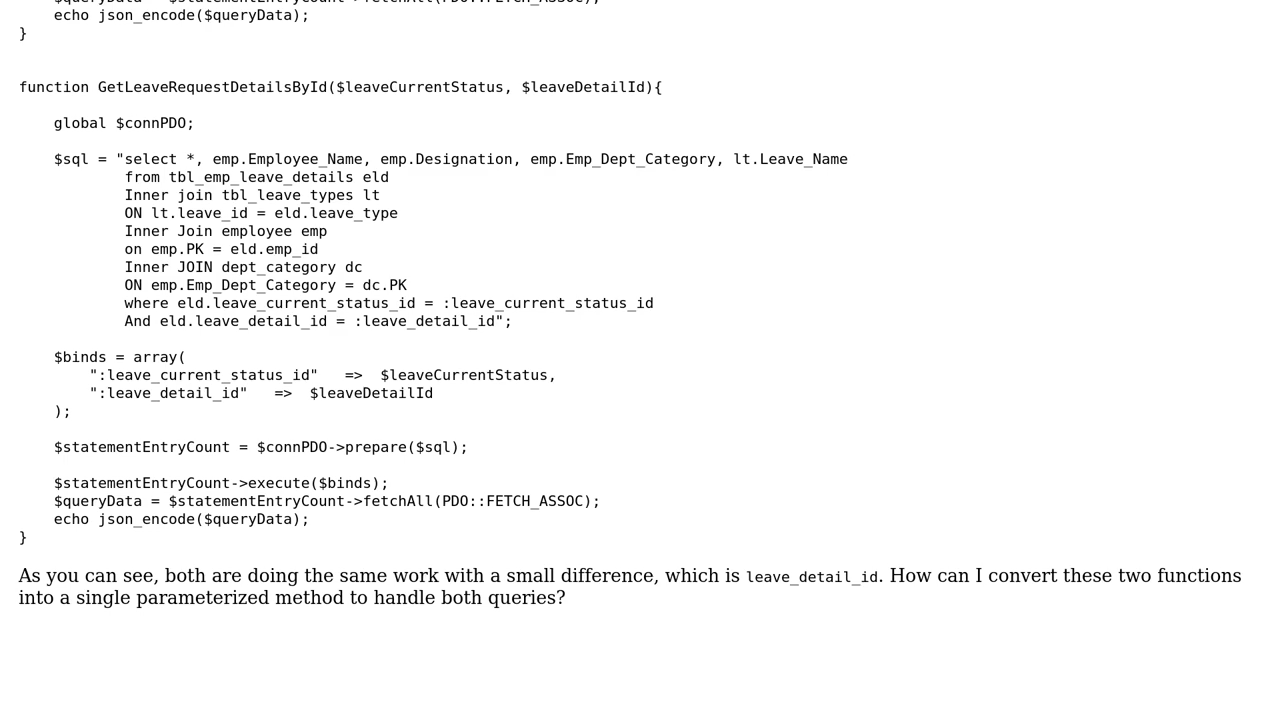 $queryData = $statementEntryCount->fetchAll(PDO::FETCH_ASSOC);
    echo json_encode($queryData);
}
function GetLeaveRequestDetailsById($leaveCurrentStatus, $leaveDetailId){
    global $connPDO;
    $sql = "select *, emp.Employee_Name, emp.Designation, emp.Emp_Dept_Category, lt.Leave_Name
            from tbl_emp_leave_details eld
            Inner join tbl_leave_types lt
            ON lt.leave_id = eld.leave_type
            Inner Join employee emp
            on emp.PK = eld.emp_id
            Inner JOIN dept_category dc
            ON emp.Emp_Dept_Category = dc.PK
            where eld.leave_current_status_id = :leave_current_status_id
            And eld.leave_detail_id = :leave_detail_id";
    $binds = array(
        ":leave_current_status_id"   =>  $leaveCurrentStatus,
        ":leave_detail_id"   =>  $leaveDetailId
    );
    $statementEntryCount = $connPDO->prepare($sql);
    $statementEntryCount->execute($binds);
    $queryData = $statementEntryCount->fetchAll(PDO::FETCH_ASSOC);
    echo json_encode($queryData);
}
As you can see, both are doing the same work with a small difference, which is leave_detail_id. How can I convert these two functions
into a single parameterized method to handle both queries?